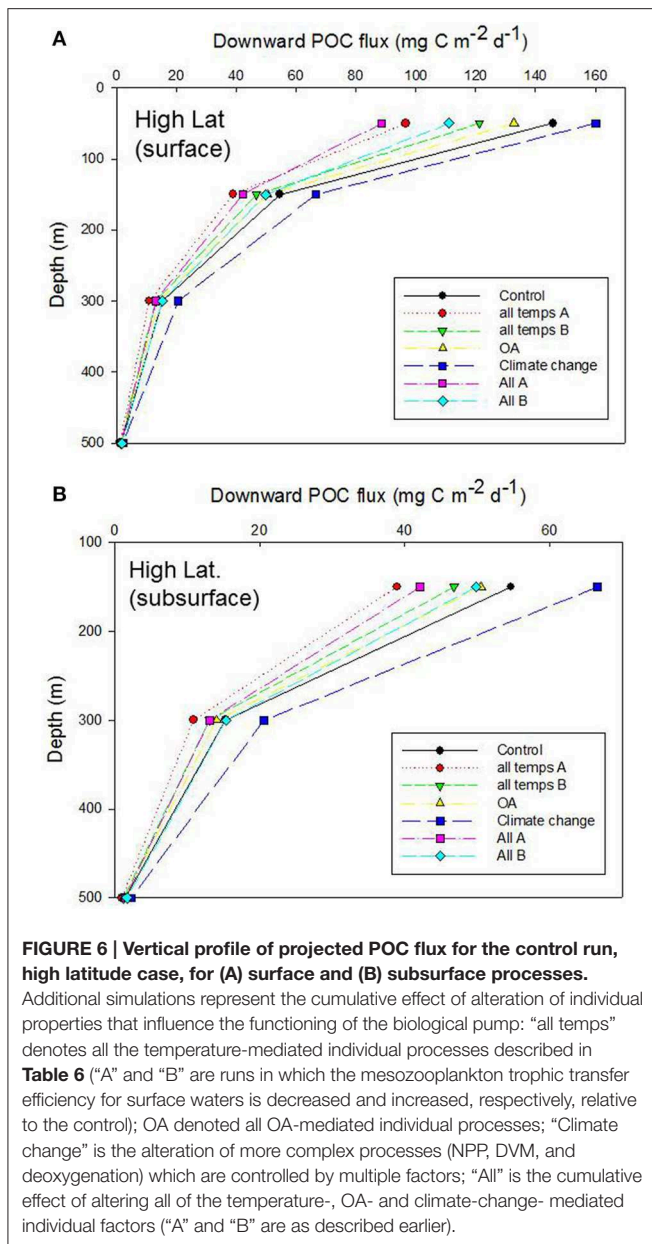 A
Downward POC flux (mg C m-2 d-1)
0 20 40 60 80 100 120 140 160
0
100
200
300
400
500
Depth (m)
High Lat
(surface)
Control
all temps A
all temps B
OA
Climate change
All A
All B
B
Downward POC flux (mg C m-2 d-1)
0 20 40 60
100
200
300
400
500
Depth (m)
High Lat.
(subsurface)
Control
all temps A
all temps B
OA
Climate change
All A
All B
FIGURE 6 | Vertical profile of projected POC flux for the control run,
high latitude case, for (A) surface and (B) subsurface processes.
Additional simulations represent the cumulative effect of alteration of individual
properties that influence the functioning of the biological pump: “all temps”
denotes all the temperature-mediated individual processes described in
Table 6 (“A” and “B” are runs in which the mesozooplankton trophic transfer
efficiency for surface waters is decreased and increased, respectively, relative
to the control); OA denoted all OA-mediated individual processes; “Climate
change” is the alteration of more complex processes (NPP, DVM, and
deoxygenation) which are controlled by multiple factors; “All” is the cumulative
effect of altering all of the temperature-, OA- and climate-change- mediated
individual factors (“A” and “B” are as described earlier).